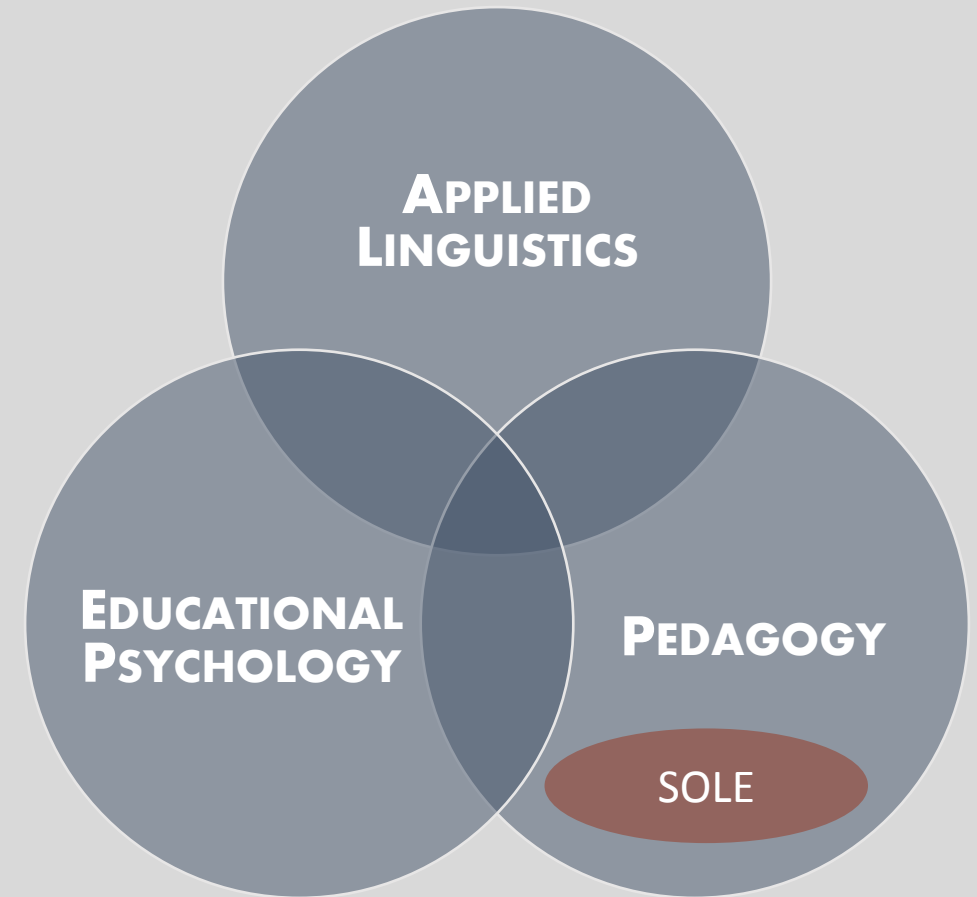 APPLIED
LINGUISTICS
EDUCATIONAL
PSYCHOLOGY
PEDAGOGY
SOLE